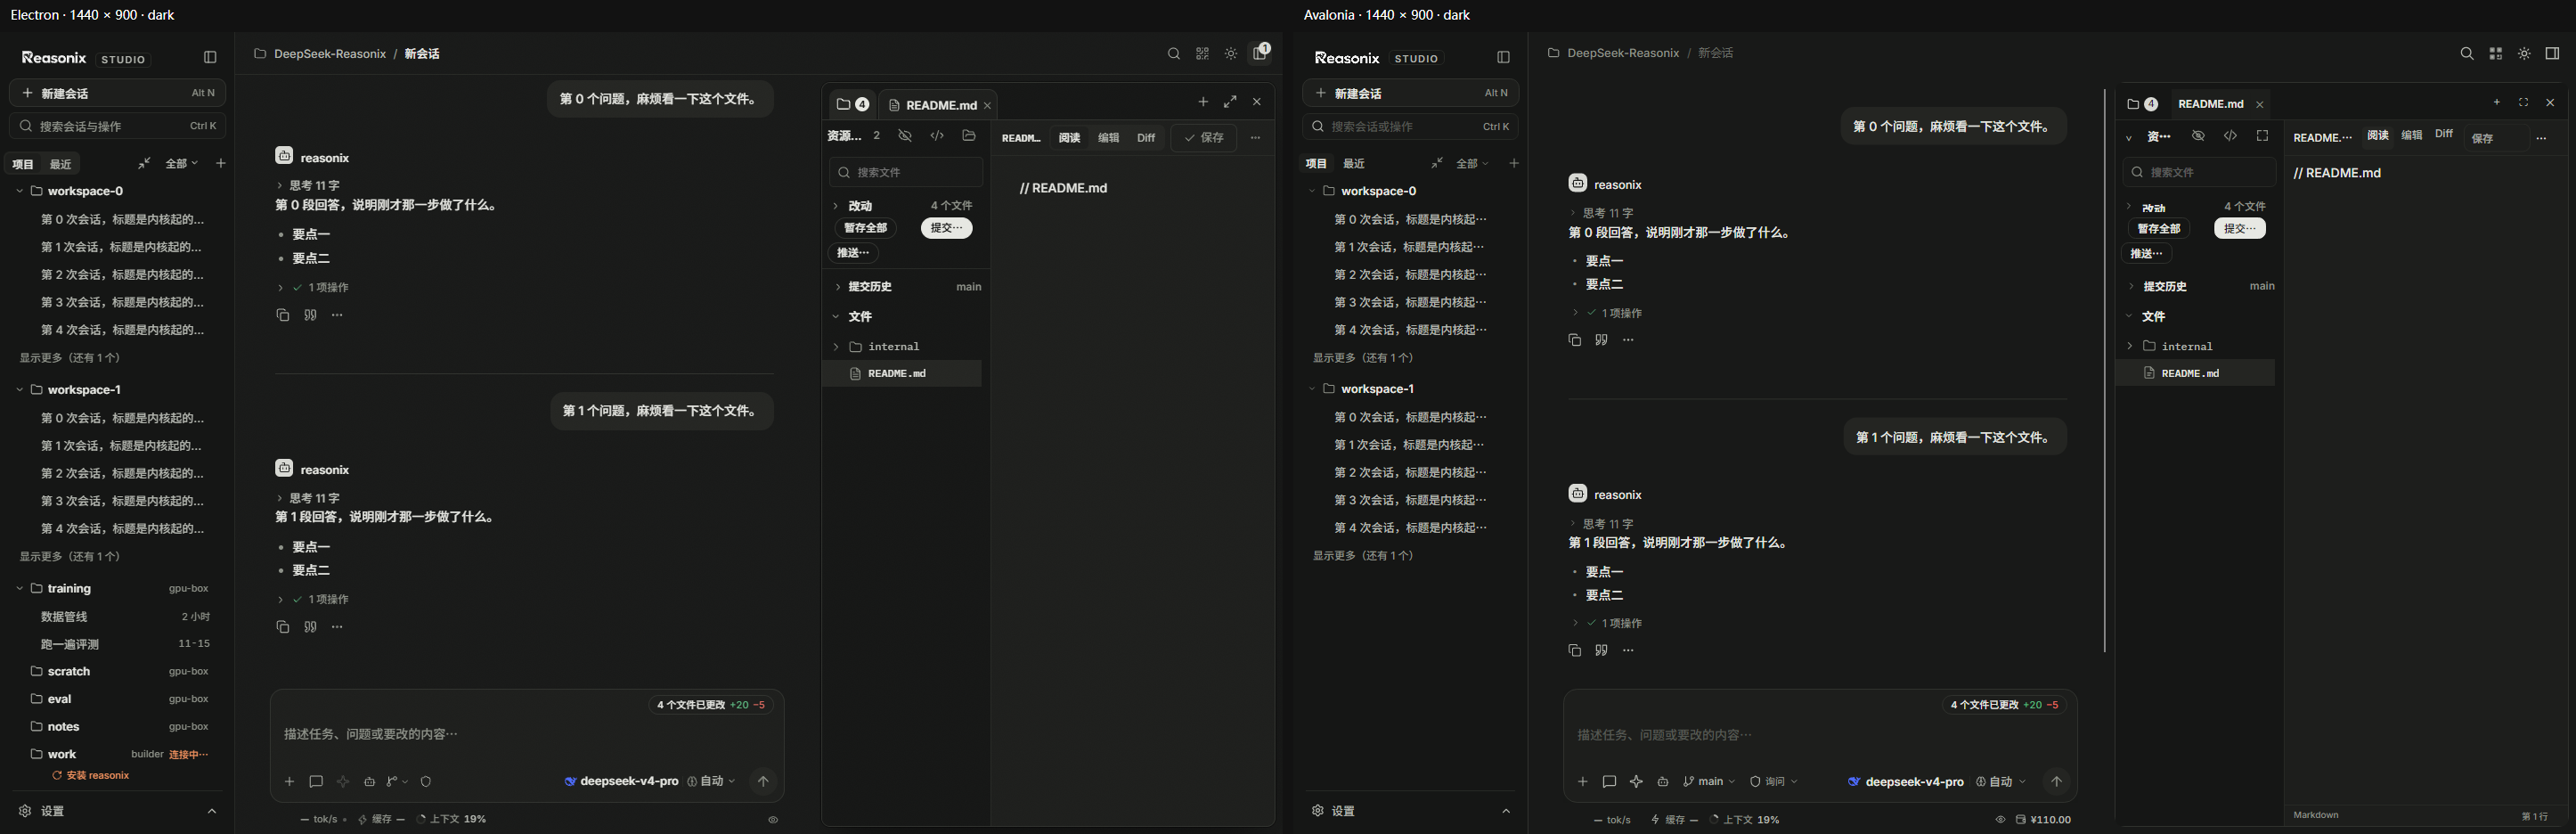 Electron · 1440 × 900 · dark
Reasonix STUDIO
新建会话 Alt N
搜索会话与操作 Ctrl K
项目 最近 全部
workspace-0
第 0 次会话，标题是内核起的...
第 1 次会话，标题是内核起的...
第 2 次会话，标题是内核起的...
第 3 次会话，标题是内核起的...
第 4 次会话，标题是内核起的...
显示更多（还有 1 个）
workspace-1
第 0 次会话，标题是内核起的...
第 1 次会话，标题是内核起的...
第 2 次会话，标题是内核起的...
第 3 次会话，标题是内核起的...
第 4 次会话，标题是内核起的...
显示更多（还有 1 个）
training gpu-box
数据管线 2 小时
跑一遍评测 11-15
scratch gpu-box
eval gpu-box
notes gpu-box
work builder 连接中···
安装 reasonix
设置
DeepSeek-Reasonix / 新会话
1
第 0 个问题，麻烦看一下这个文件。
reasonix
思考 11 字
第 0 段回答，说明刚才那一步做了什么。
• 要点一
• 要点二
1 项操作
第 1 个问题，麻烦看一下这个文件。
reasonix
思考 11 字
第 1 段回答，说明刚才那一步做了什么。
• 要点一
• 要点二
1 项操作
4 个文件已更改 +20 −5
描述任务、问题或要改的内容···
deepseek-v4-pro 自动
— tok/s 缓存 — 上下文 19%
4 README.md
资源... 2
搜索文件
改动 4 个文件
暂存全部 提交···
推送···
提交历史 main
文件
internal
README.md
READM... 阅读 编辑 Diff 保存
// README.md
Avalonia · 1440 × 900 · dark
Reasonix STUDIO
新建会话 Alt N
搜索会话或操作 Ctrl K
项目 最近 全部
workspace-0
第 0 次会话，标题是内核起···
第 1 次会话，标题是内核起···
第 2 次会话，标题是内核起···
第 3 次会话，标题是内核起···
第 4 次会话，标题是内核起···
显示更多（还有 1 个）
workspace-1
第 0 次会话，标题是内核起···
第 1 次会话，标题是内核起···
第 2 次会话，标题是内核起···
第 3 次会话，标题是内核起···
第 4 次会话，标题是内核起···
显示更多（还有 1 个）
设置
DeepSeek-Reasonix / 新会话
第 0 个问题，麻烦看一下这个文件。
reasonix
思考 11 字
第 0 段回答，说明刚才那一步做了什么。
• 要点一
• 要点二
1 项操作
第 1 个问题，麻烦看一下这个文件。
reasonix
思考 11 字
第 1 段回答，说明刚才那一步做了什么。
• 要点一
• 要点二
1 项操作
4 个文件已更改 +20 −5
描述任务、问题或要改的内容···
main 询问 deepseek-v4-pro 自动
— tok/s 缓存 — 上下文 19% ¥110.00
4 README.md
资···
搜索文件
改动 4 个文件
暂存全部 提交···
推送···
提交历史 main
文件
internal
README.md
README.··· 阅读 编辑 Diff 保存
// README.md
Markdown 第 1 行